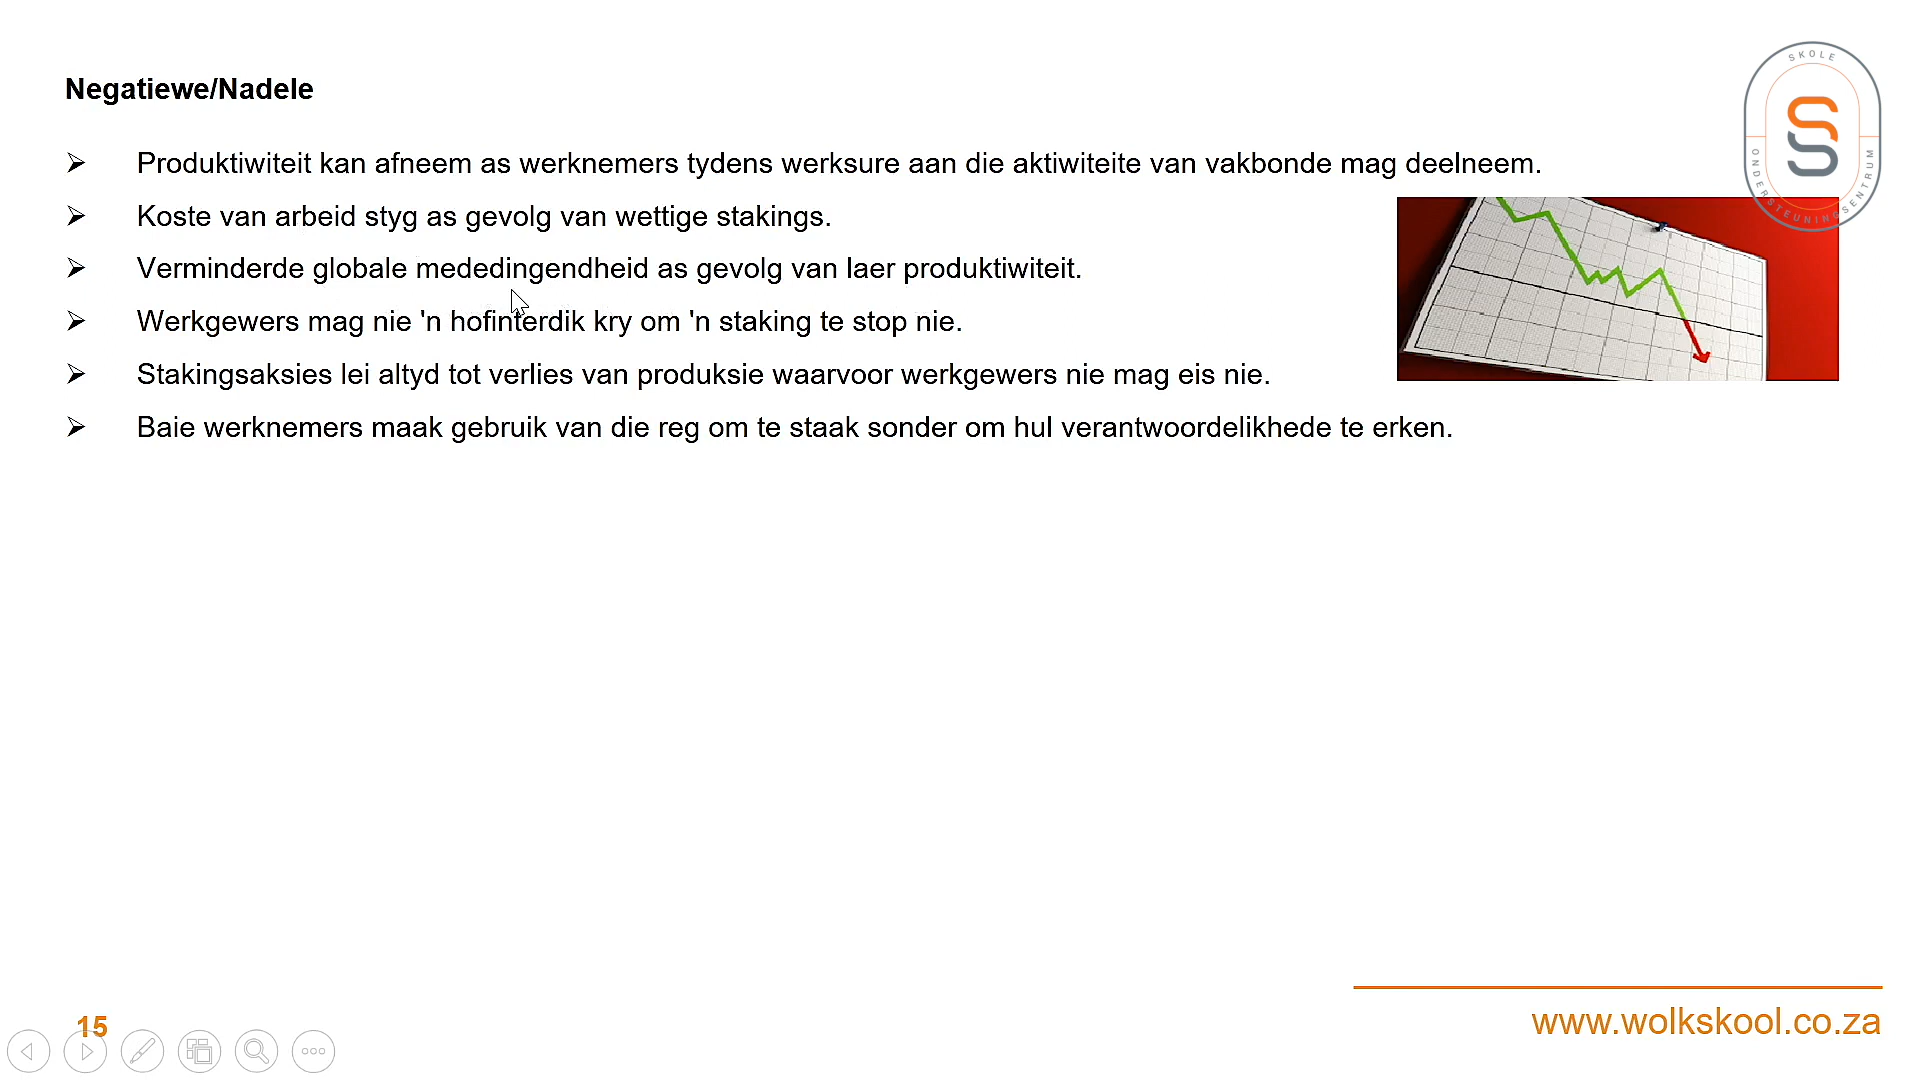 Negatiewe/Nadele
Produktiwiteit kan afneem as werknemers tydens werksure aan die aktiwiteite van vakbonde mag deelneem.
Koste van arbeid styg as gevolg van wettige stakings.
Verminderde globale mededingendheid as gevolg van laer produktiwiteit.
Werkgewers mag nie 'n hofinterdik kry om 'n staking te stop nie.
Stakingsaksies lei altyd tot verlies van produksie waarvoor werkgewers nie mag eis nie.
Baie werknemers maak gebruik van die reg om te staak sonder om hul verantwoordelikhede te erken.
SKOLE
SS
ONDERSTEUNINGSENTRUM
15
www.wolkskool.co.za